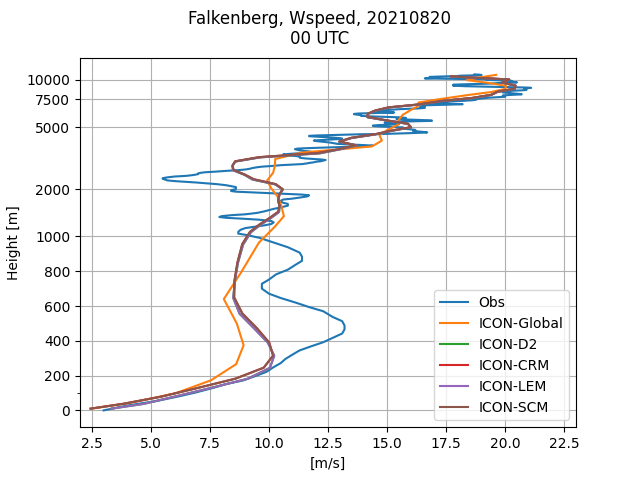 Falkenberg, Wspeed, 20210820
00 UTC
10000
7500
5000
2000
1000
800
600
400
200
0
Height [m]
Obs
ICON-Global
ICON-D2
ICON-CRM
ICON-LEM
ICON-SCM
2.5 5.0 7.5 10.0 12.5 15.0 17.5 20.0 22.5
[m/s]